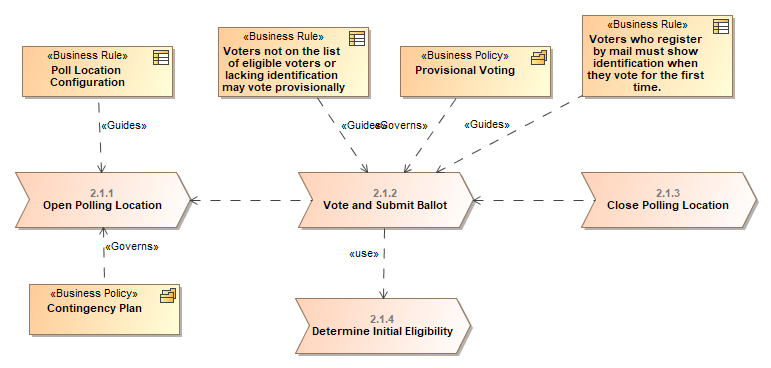 «Business Rule»
Poll Location
Configuration
«Business Rule»
Voters not on the list
of eligible voters or
lacking identification
may vote provisionally
«Business Policy»
Provisional Voting
«Business Rule»
Voters who register
by mail must show
identification when
they vote for the first
time.
«Guides»
«Guides»
«Governs»
«Guides»
2.1.1
Open Polling Location
2.1.2
Vote and Submit Ballot
2.1.3
Close Polling Location
«Governs»
«use»
«Business Policy»
Contingency Plan
2.1.4
Determine Initial Eligibility